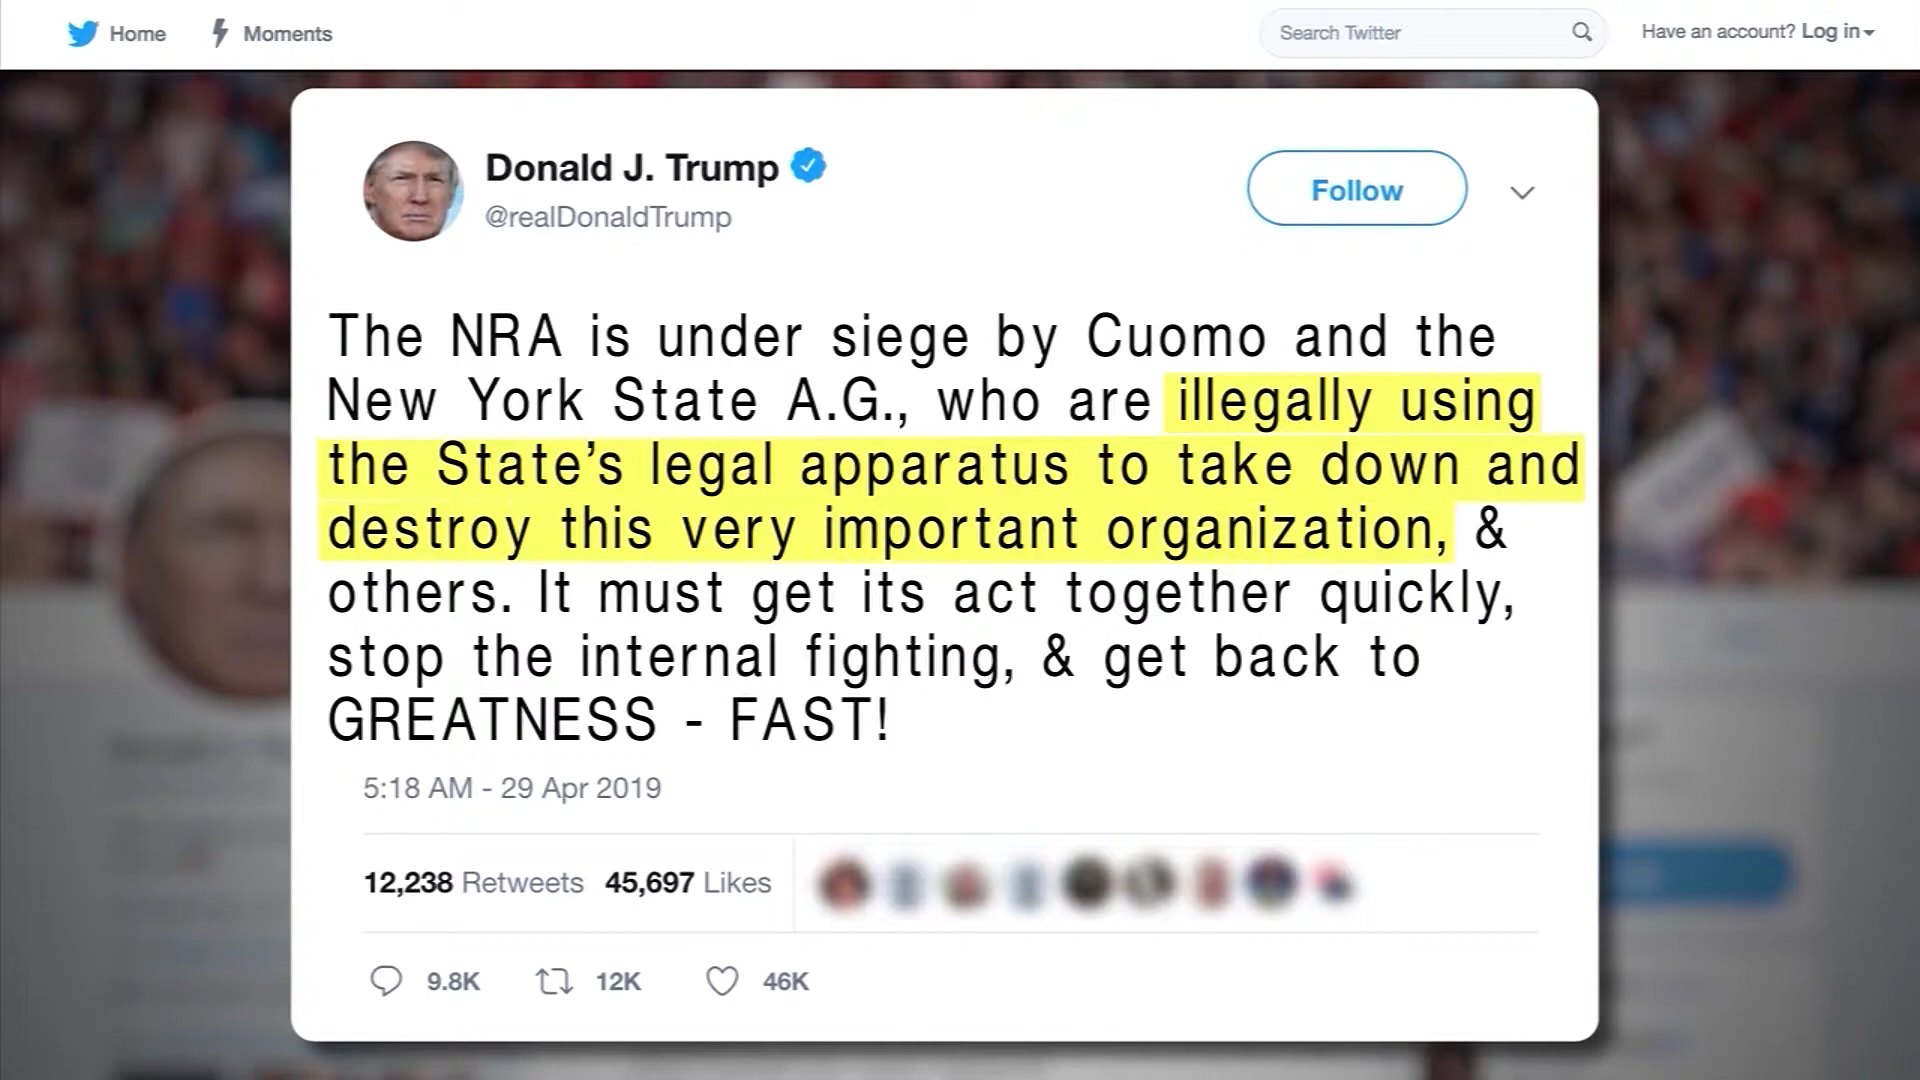 Home Moments Search Twitter Have an account? Log in
Donald J. Trump
@realDonaldTrump
Follow
The NRA is under siege by Cuomo and the
New York State A.G., who are illegally using
the State’s legal apparatus to take down and
destroy this very important organization, &
others. It must get its act together quickly,
stop the internal fighting, & get back to
GREATNESS - FAST!
5:18 AM - 29 Apr 2019
12,238 Retweets 45,697 Likes
9.8K 12K 46K